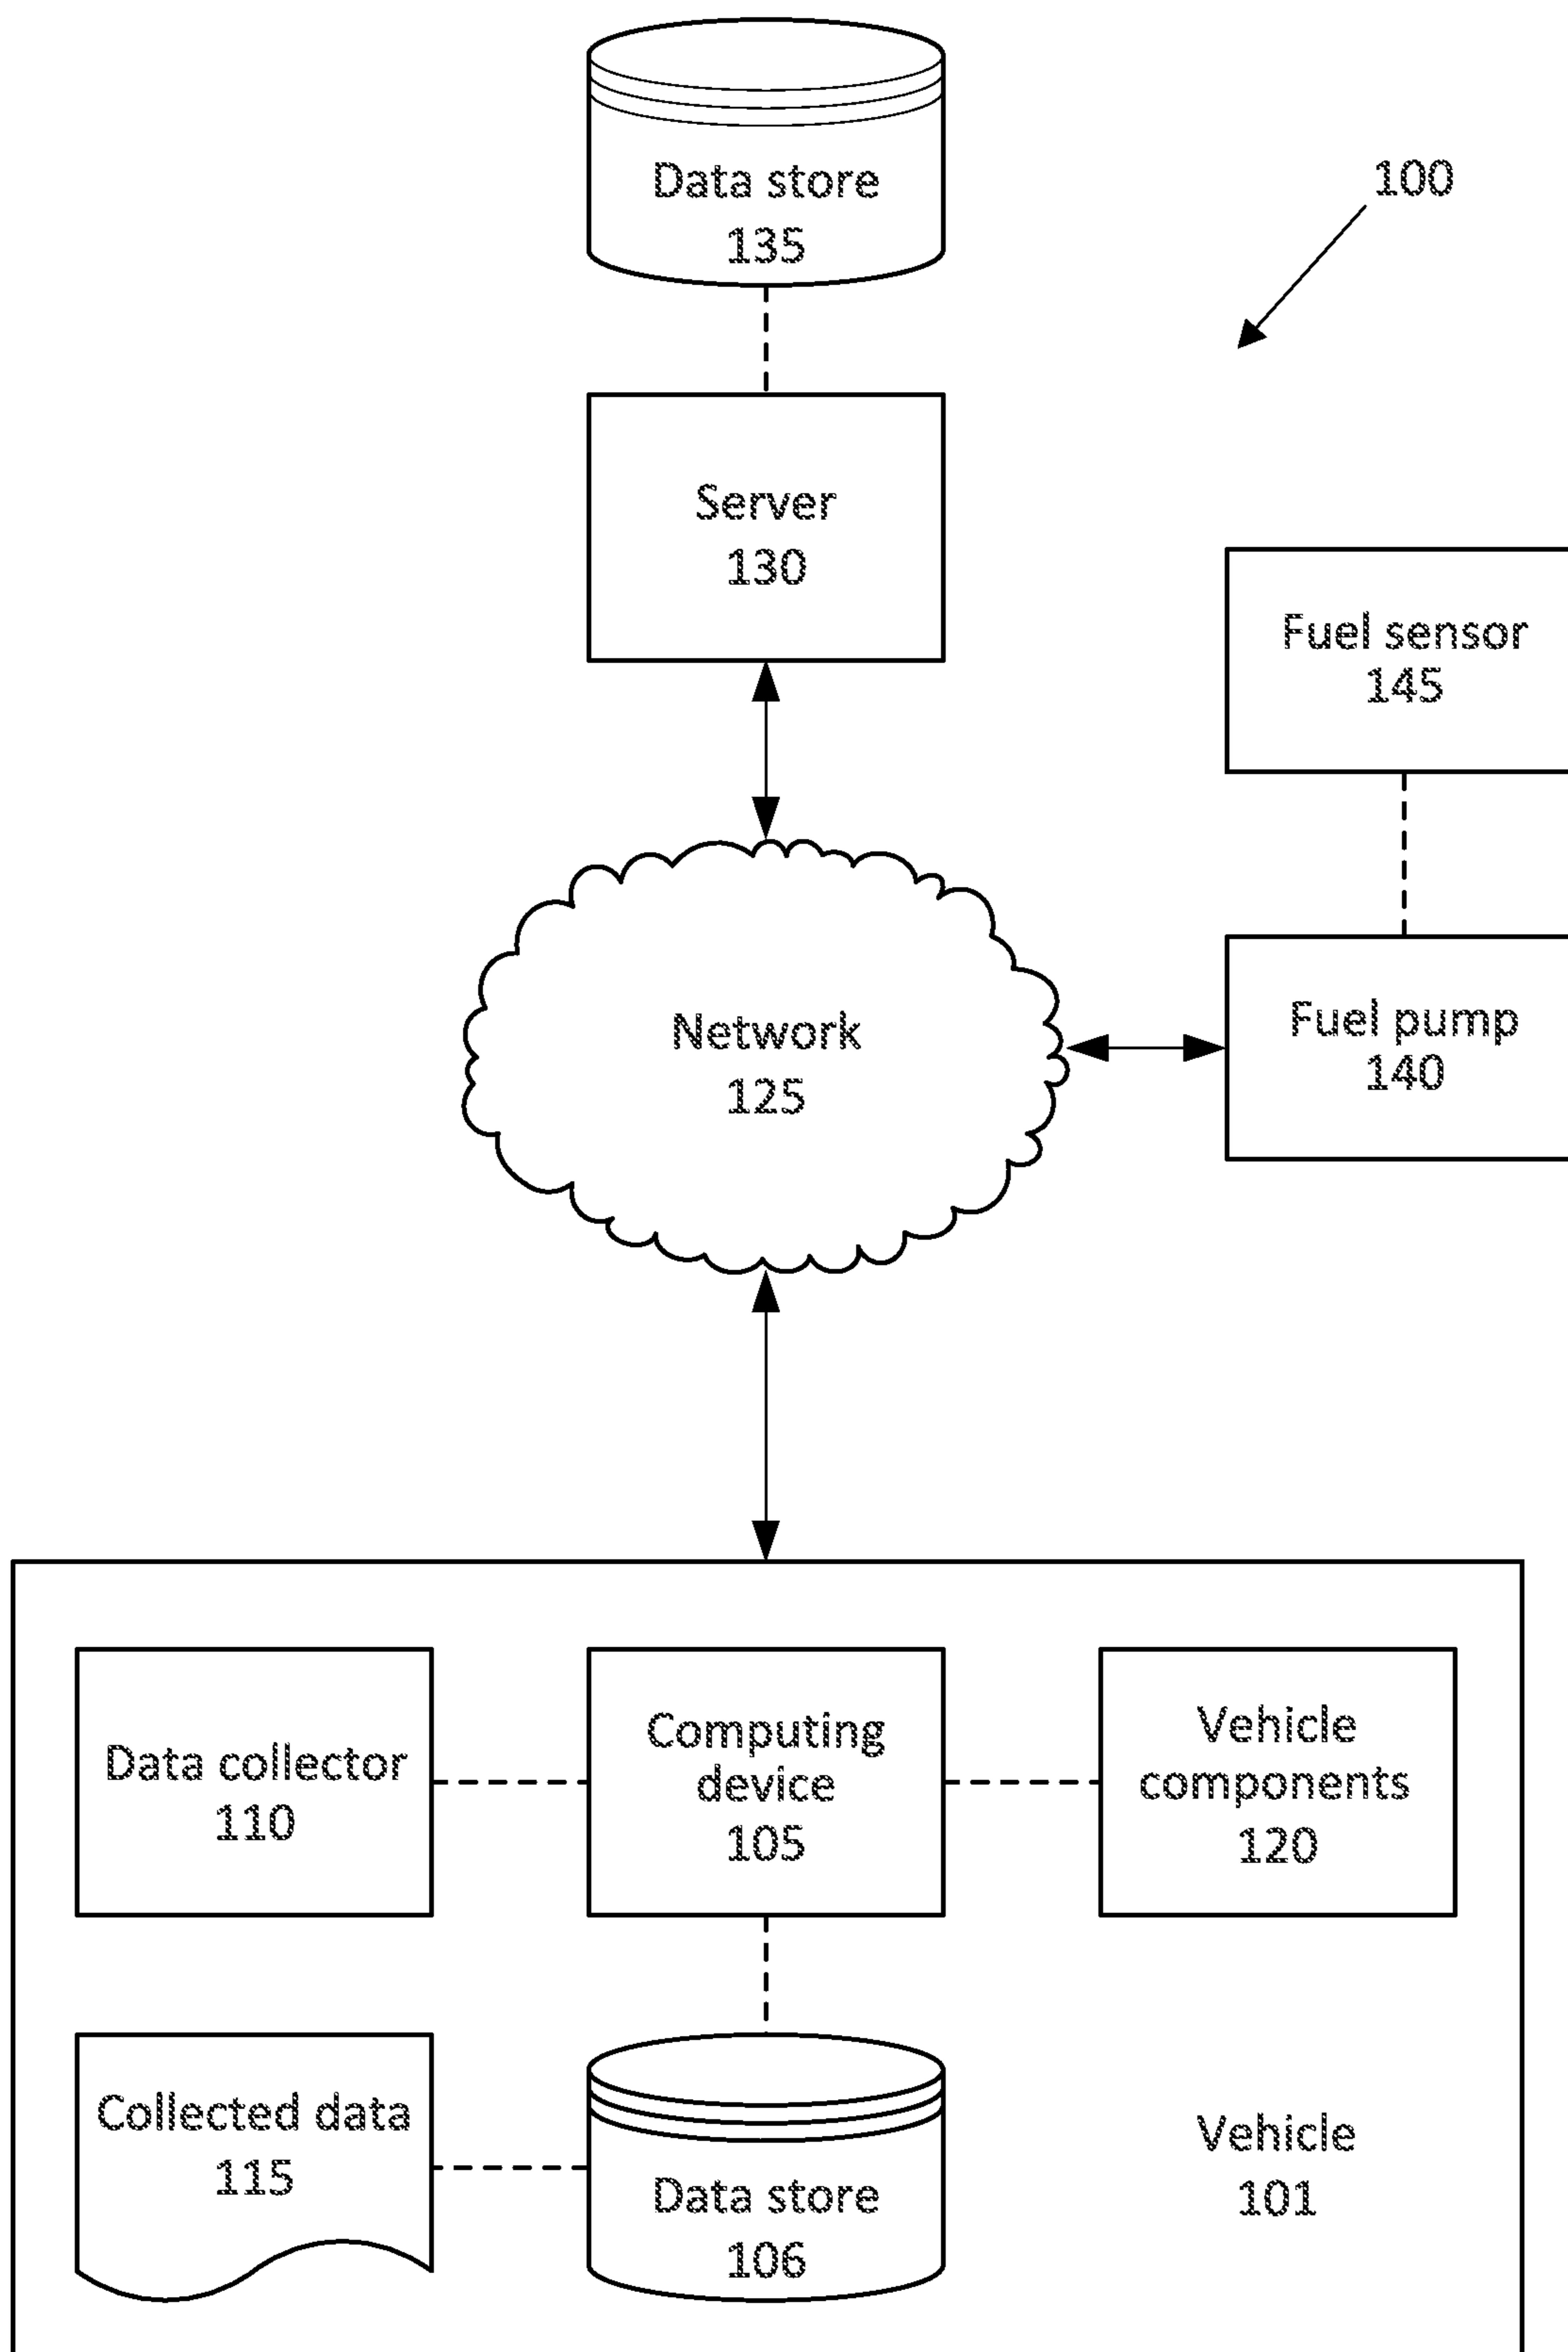 Data store
135
100
Server
130
Fuel sensor
145
Network
125
Fuel pump
140
Data collector
110
Computing
device
105
Vehicle
components
120
Collected data
115
Data store
106
Vehicle
101